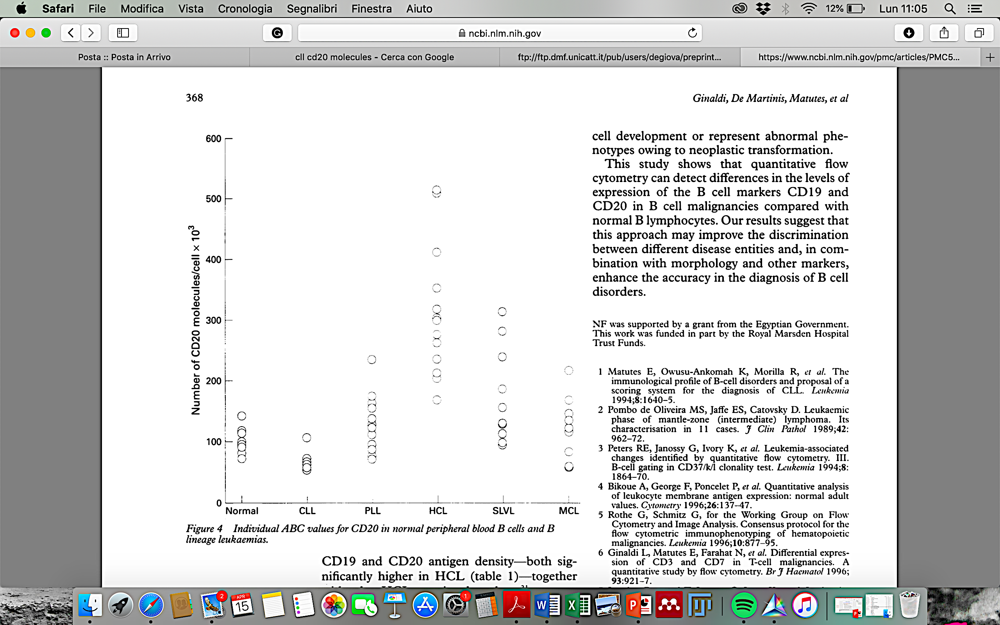 Safari File Modifica Vista Cronologia Segnalibri Finestra Aiuto 12% Lun 11:05
ncbi.nlm.nih.gov
Posta :: Posta in Arrivo
cll cd20 molecules - Cerca con Google
ftp://ftp.dmf.unicatt.it/pub/users/degiova/preprint...
https://www.ncbi.nlm.nih.gov/pmc/articles/PMC5...
368
Ginaldi, De Martinis, Matutes, et al
Number of CD20 molecules/cell × 10³
600
500
400
300
200
100
0
Normal CLL PLL HCL SLVL MCL
Figure 4 Individual ABC values for CD20 in normal peripheral blood B cells and B
lineage leukaemias.
CD19 and CD20 antigen density—both sig-
nificantly higher in HCL (table 1)—together
cell development or represent abnormal phe-
notypes owing to neoplastic transformation.
This study shows that quantitative flow
cytometry can detect differences in the levels of
expression of the B cell markers CD19 and
CD20 in B cell malignancies compared with
normal B lymphocytes. Our results suggest that
this approach may improve the discrimination
between different disease entities and, in com-
bination with morphology and other markers,
enhance the accuracy in the diagnosis of B cell
disorders.
NF was supported by a grant from the Egyptian Government.
This work was funded in part by the Royal Marsden Hospital
Trust Funds.
1 Matutes E, Owusu-Ankomah K, Morilla R, et al. The
immunological profile of B-cell disorders and proposal of a
scoring system for the diagnosis of CLL. Leukemia
1994;8:1640–5.
2 Pombo de Oliveira MS, Jaffe ES, Catovsky D. Leukaemic
phase of mantle-zone (intermediate) lymphoma. Its
characterisation in 11 cases. J Clin Pathol 1989;42:
962–72.
3 Peters RE, Janossy G, Ivory K, et al. Leukemia-associated
changes identified by quantitative flow cytometry. III.
B-cell gating in CD37/k/l clonality test. Leukemia 1994;8:
1864–70.
4 Bikoue A, George F, Poncelet P, et al. Quantitative analysis
of leukocyte membrane antigen expression: normal adult
values. Cytometry 1996;26:137–47.
5 Rothe G, Schmitz G, for the Working Group on Flow
Cytometry and Image Analysis. Consensus protocol for the
flow cytometric immunophenotyping of hematopoietic
malignancies. Leukemia 1996;10:877–95.
6 Ginaldi L, Matutes E, Farahat N, et al. Differential expres-
sion of CD3 and CD7 in T-cell malignancies. A
quantitative study by flow cytometry. Br J Haematol 1996;
93:921–7.
2
APR
15
1